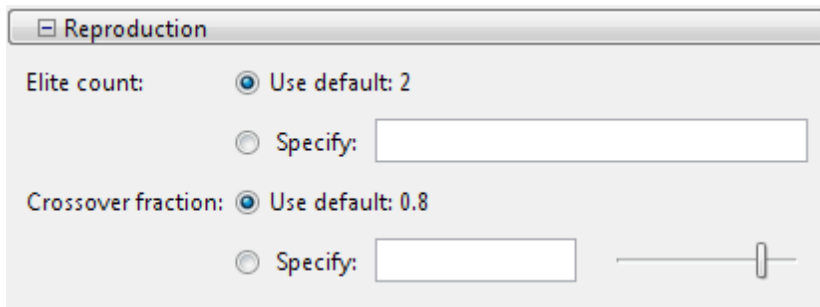 Reproduction
Elite count: Use default: 2
Specify:
Crossover fraction: Use default: 0.8
Specify: